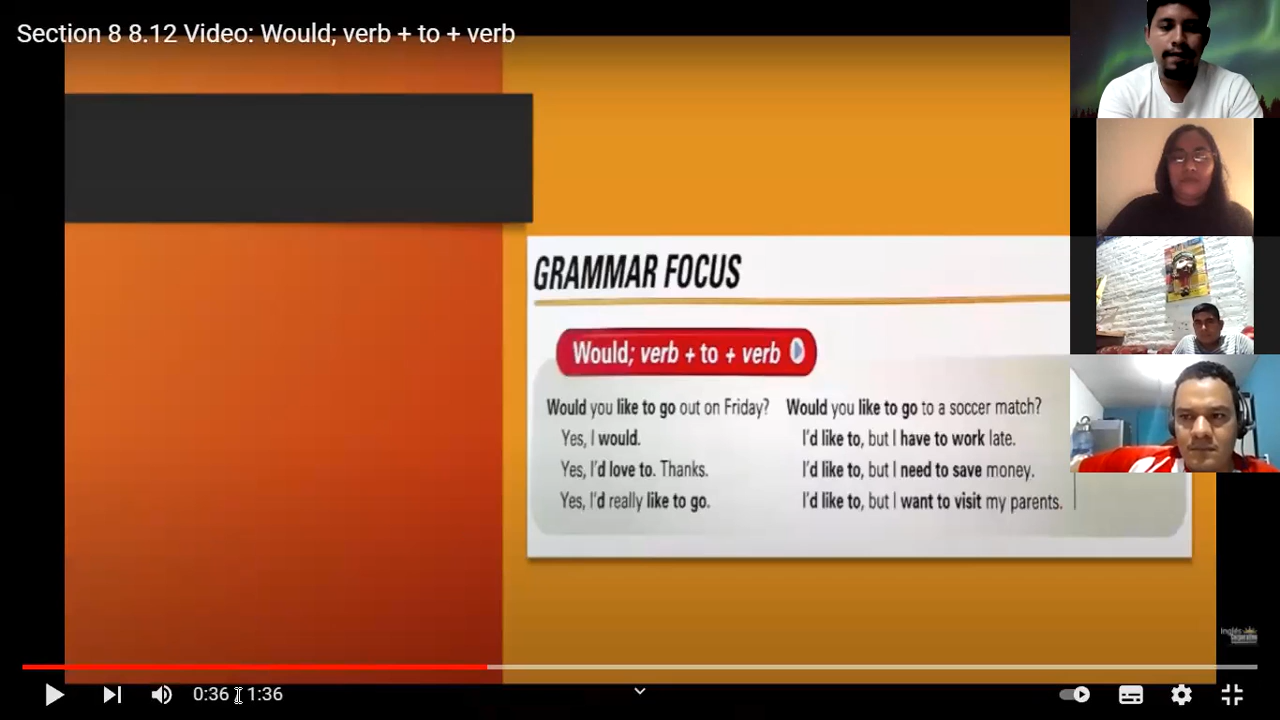 Section 8 8.12 Video: Would; verb + to + verb
GRAMMAR FOCUS
Would; verb + to + verb
Would you like to go out on Friday?
Yes, I would.
Yes, I'd love to. Thanks.
Yes, I'd really like to go.
Would you like to go to a soccer match?
I'd like to, but I have to work late.
I'd like to, but I need to save money.
I'd like to, but I want to visit my parents.
Inglés
Corporativo
0:36 / 1:36